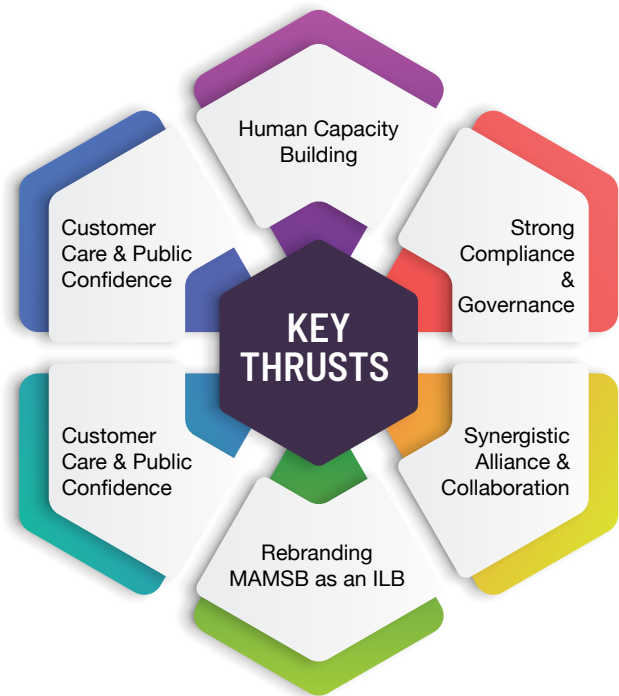 Human Capacity
Building
Strong
Compliance
&
Governance
Synergistic
Alliance &
Collaboration
Rebranding
MAMSB as an ILB
Customer
Care & Public
Confidence
Customer
Care & Public
Confidence
KEY
THRUSTS